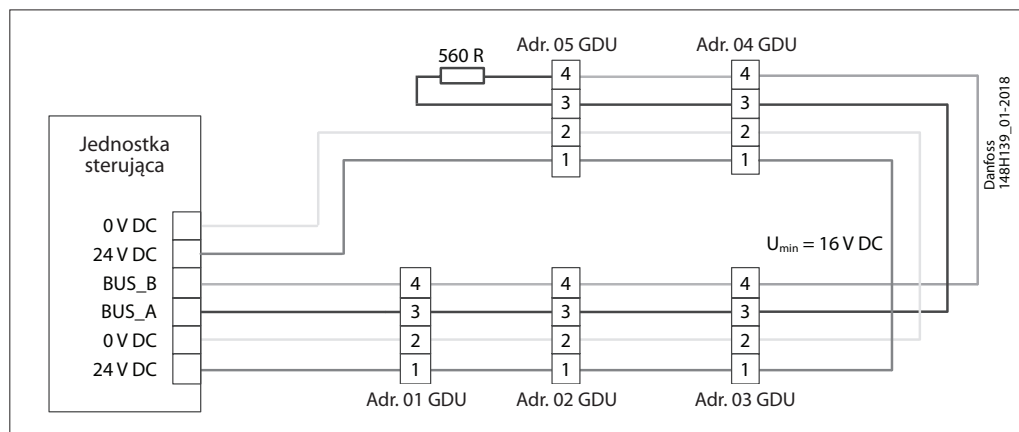 Adr. 05 GDU
Adr. 04 GDU
560 R
4
4
3
3
2
2
1
1
Danfoss
148H139_01-2018
Jednostka
sterująca
0 V DC
24 V DC
BUS_B
BUS_A
0 V DC
24 V DC
Umin = 16 V DC
4
4
4
3
3
3
2
2
2
1
1
1
Adr. 01 GDU
Adr. 02 GDU
Adr. 03 GDU